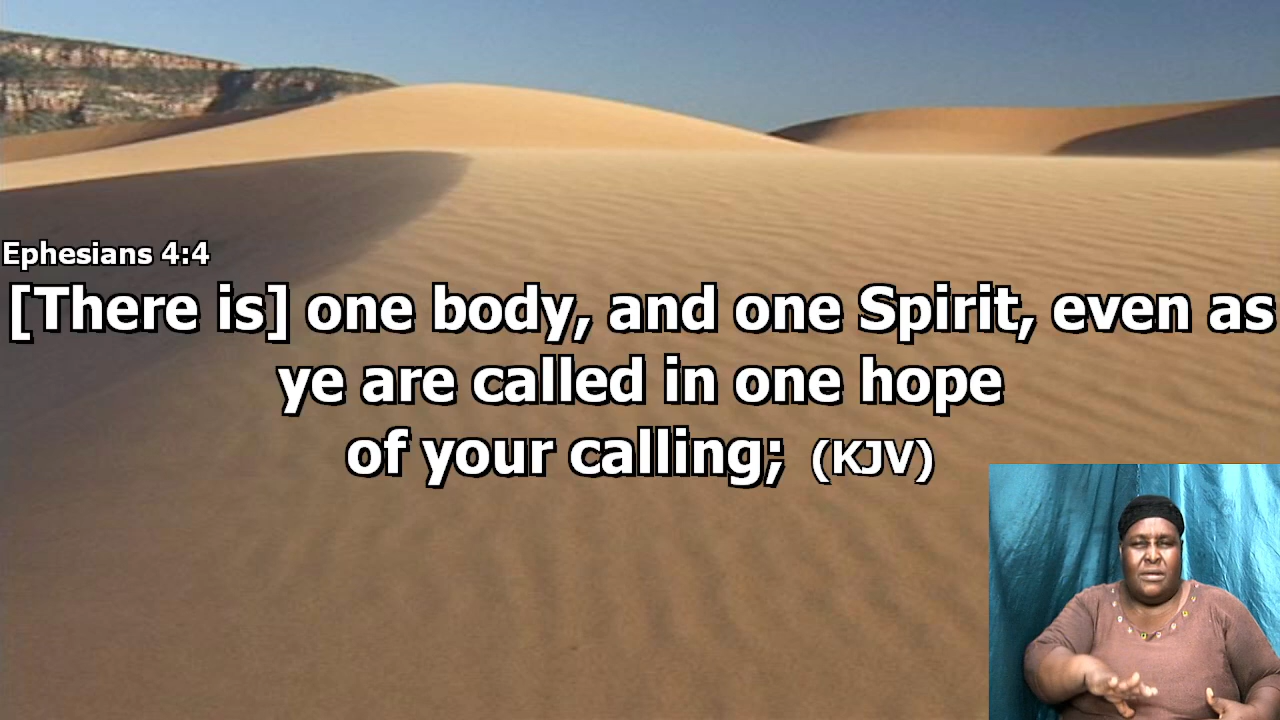 Ephesians 4:4
[There is] one body, and one Spirit, even as
ye are called in one hope
of your calling; (KJV)